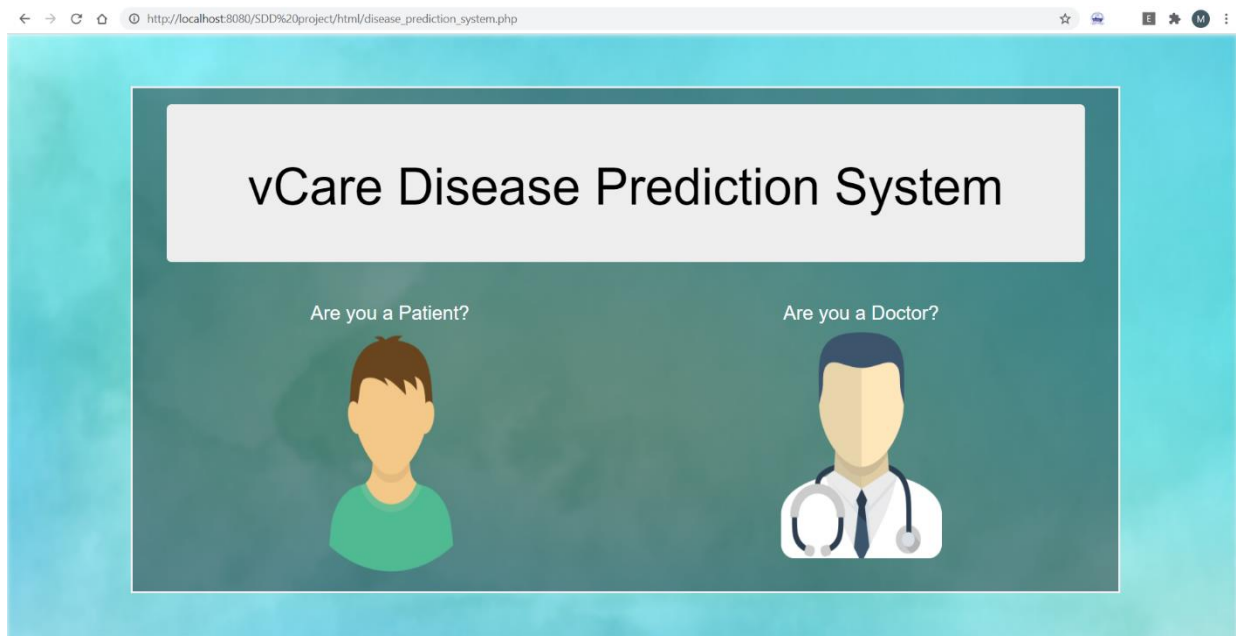 http://localhost:8080/SDD%20project/html/disease_prediction_system.php
E
M
vCare Disease Prediction System
Are you a Patient?
Are you a Doctor?